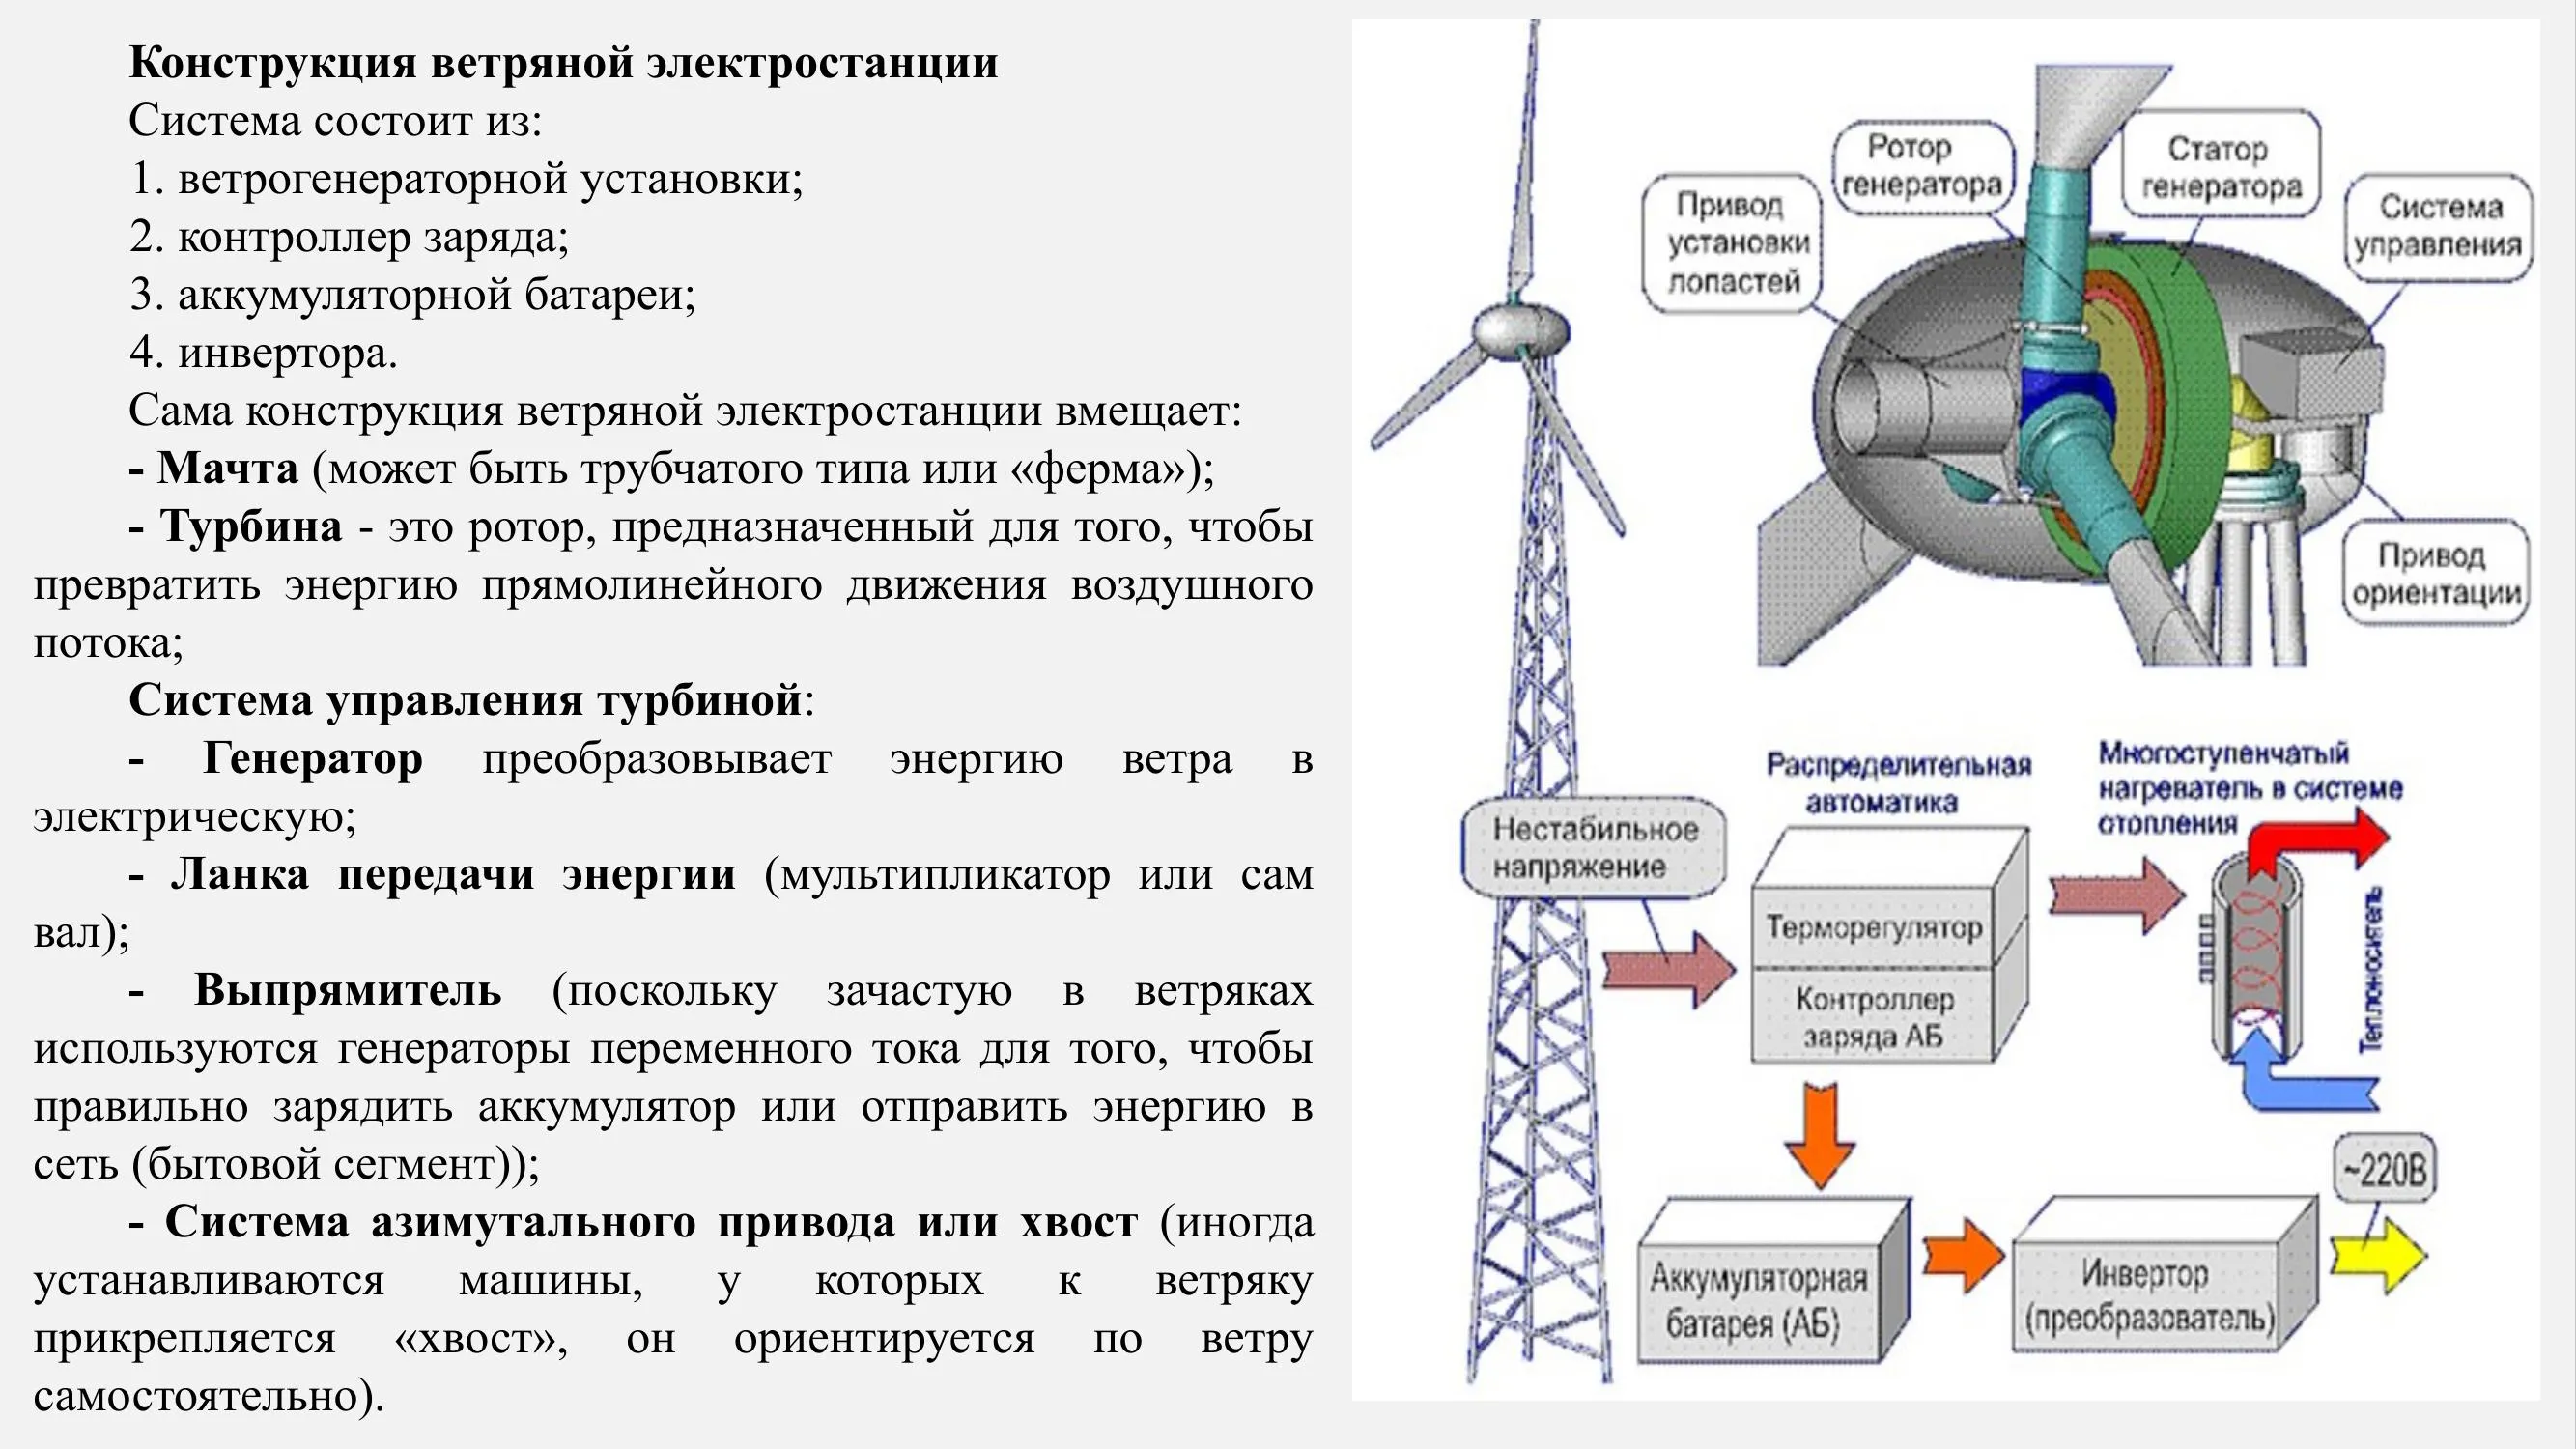 Конструкция ветряной электростанции
Система состоит из:
1. ветрогенераторной установки;
2. контроллер заряда;
3. аккумуляторной батареи;
4. инвертора.
Сама конструкция ветряной электростанции вмещает:
- Мачта (может быть трубчатого типа или «ферма»);
- Турбина - это ротор, предназначенный для того, чтобы
превратить энергию прямолинейного движения воздушного
потока;
Система управления турбиной:
- Генератор преобразовывает энергию ветра в
электрическую;
- Ланка передачи энергии (мультипликатор или сам
вал);
- Выпрямитель (поскольку зачастую в ветряках
используются генераторы переменного тока для того, чтобы
правильно зарядить аккумулятор или отправить энергию в
сеть (бытовой сегмент));
- Система азимутального привода или хвост (иногда
устанавливаются машины, у которых к ветряку
прикрепляется «хвост», он ориентируется по ветру
самостоятельно).
Привод
установки
лопастей
Ротор
генератора
Статор
генератора
Система
управления
Привод
ориентации
Нестабильное
напряжение
Распределительная
автоматика
Терморегулятор
Контроллер
заряда АБ
Многоступенчатый
нагреватель в системе
отопления
Теплоноситель
Аккумуляторная
батарея (АБ)
Инвертор
(преобразователь)
~220В